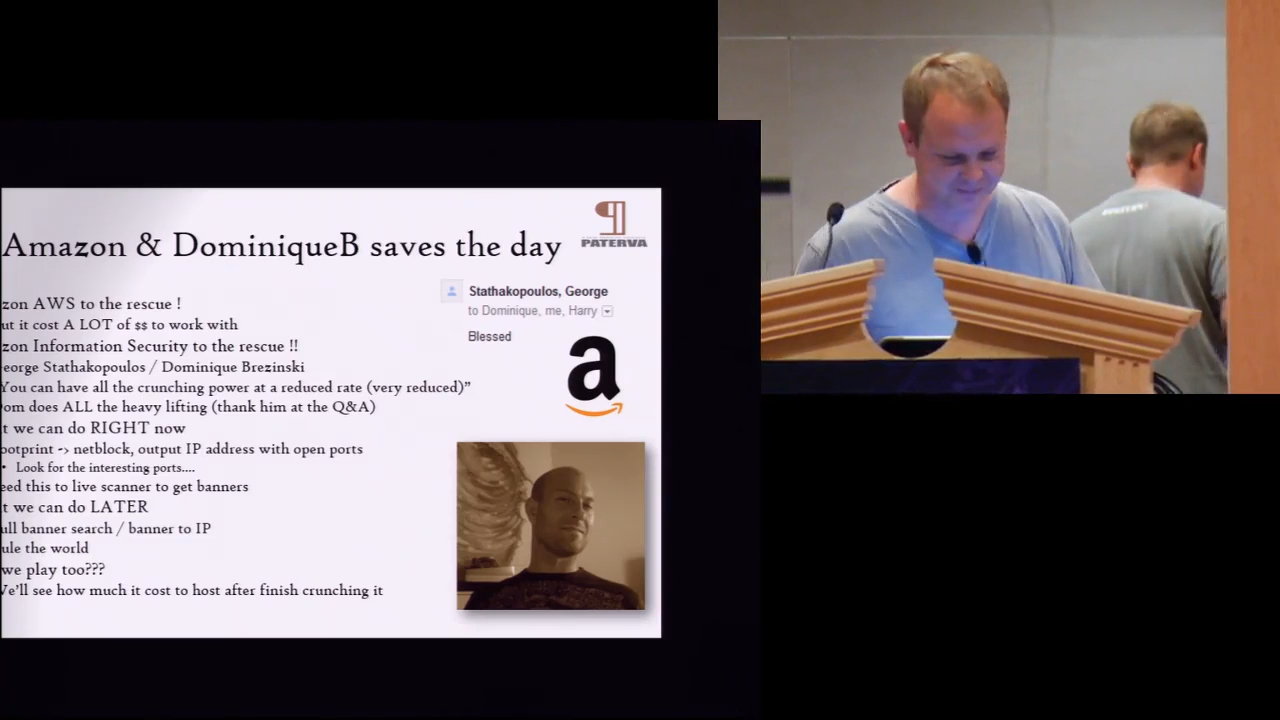 Amazon & DominiqueB saves the day
PATERVA
zon AWS to the rescue !
ut it cost A LOT of $$ to work with
zon Information Security to the rescue !!
eorge Stathakopoulos / Dominique Brezinski
You can have all the crunching power at a reduced rate (very reduced)”
om does ALL the heavy lifting (thank him at the Q&A)
t we can do RIGHT now
ootprint -> netblock, output IP address with open ports
• Look for the interesting ports....
eed this to live scanner to get banners
t we can do LATER
ull banner search / banner to IP
ule the world
we play too???
We'll see how much it cost to host after finish crunching it
Stathakopoulos, George
to Dominique, me, Harry
Blessed
a